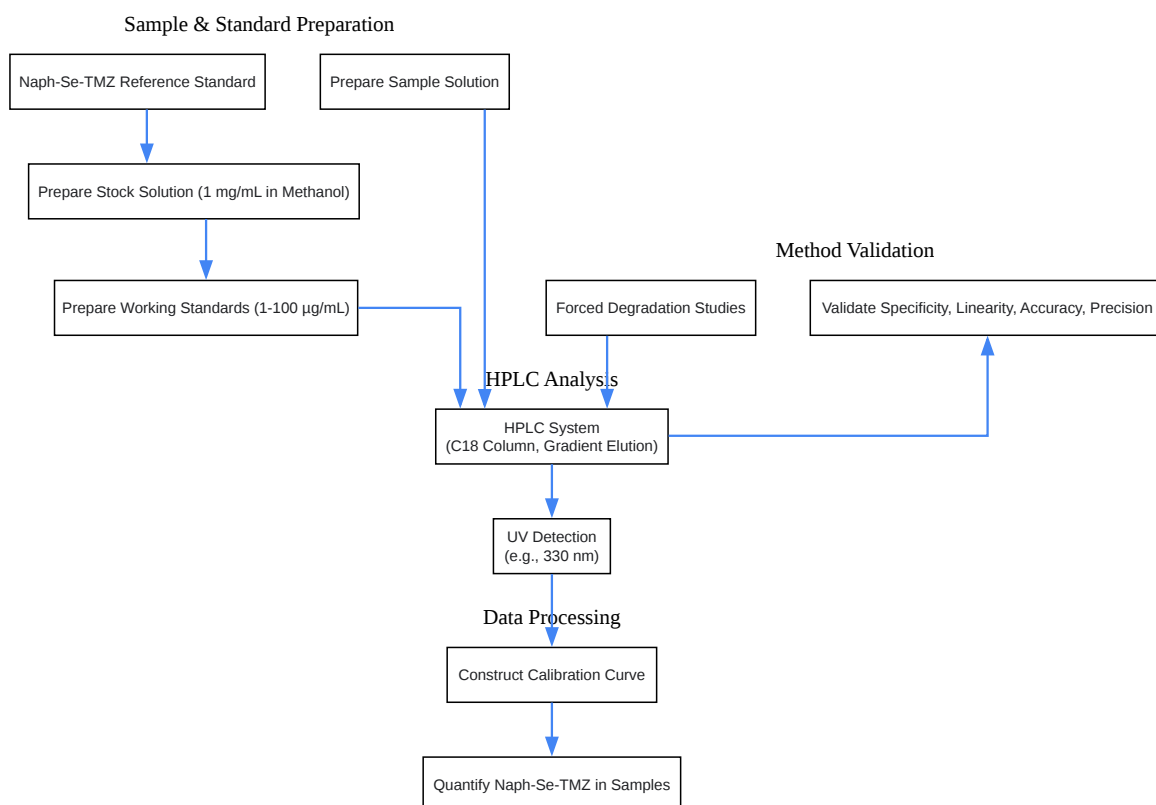 Sample & Standard Preparation
Naph-Se-TMZ Reference Standard
Prepare Sample Solution
Prepare Stock Solution (1 mg/mL in Methanol)
Method Validation
Prepare Working Standards (1-100 µg/mL)
Forced Degradation Studies
Validate Specificity, Linearity, Accuracy, Precision
HPLC Analysis
HPLC System
(C18 Column, Gradient Elution)
UV Detection
(e.g., 330 nm)
Data Processing
Construct Calibration Curve
Quantify Naph-Se-TMZ in Samples